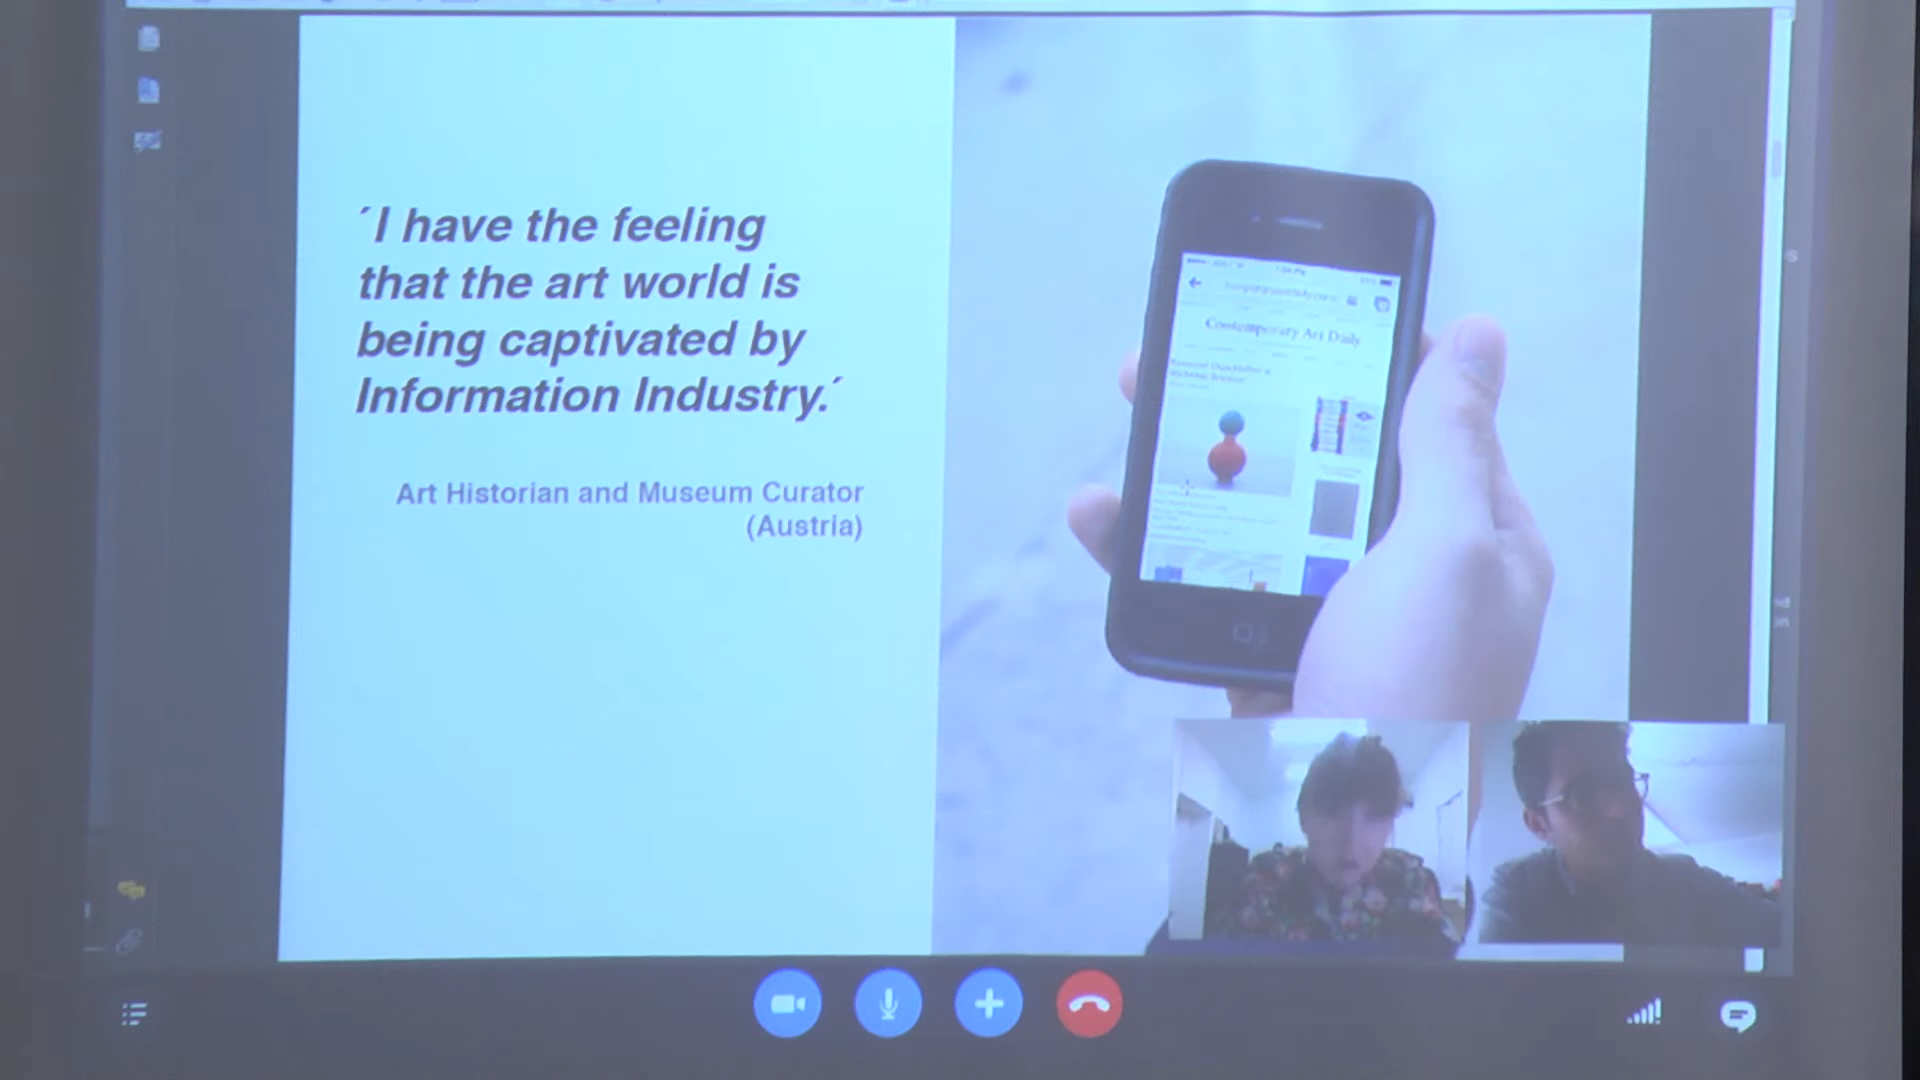 ´I have the feeling
that the art world is
being captivated by
Information Industry.´
Art Historian and Museum Curator
(Austria)
Contemporary Art Daily